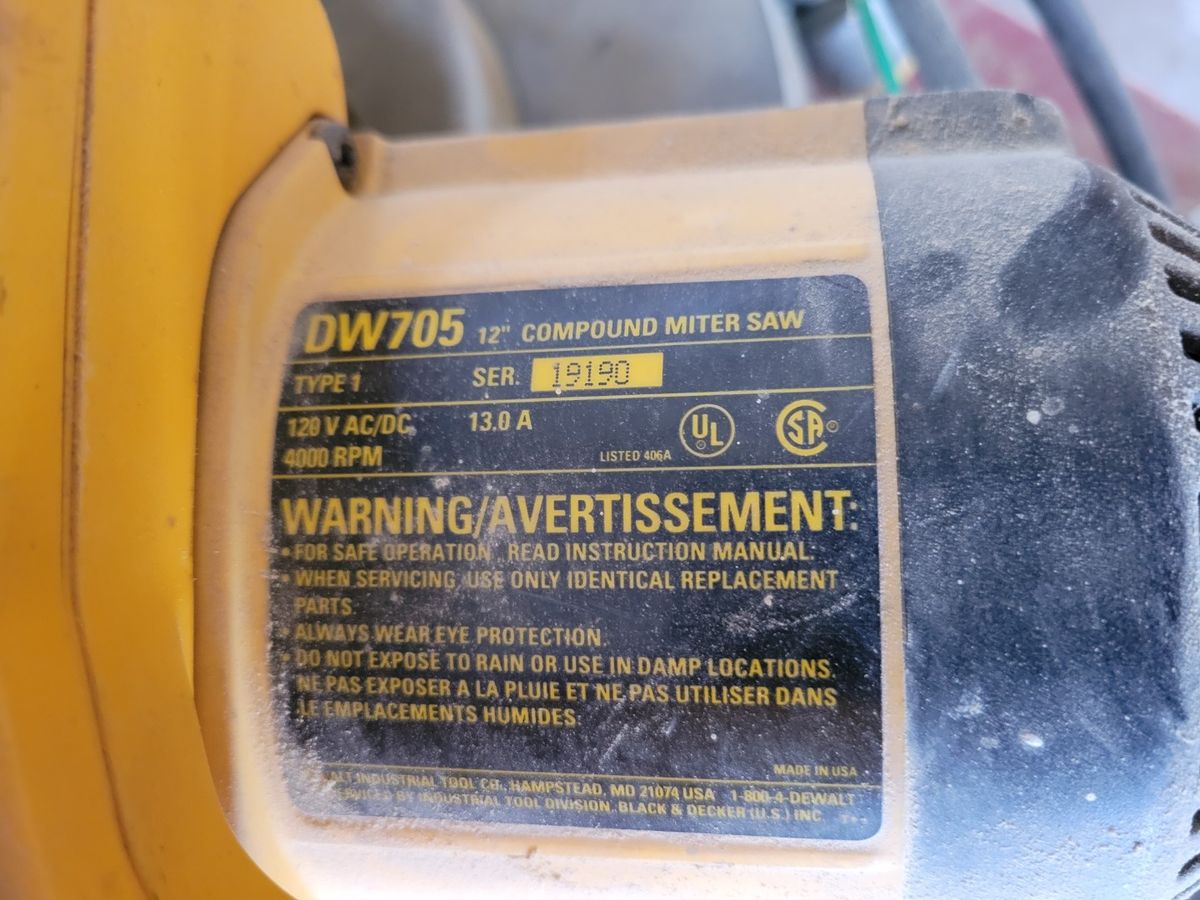 DW705 12" COMPOUND MITER SAW
TYPE 1 SER. 19190
120 V AC/DC 13.0 A
4000 RPM LISTED 406A UL SA
WARNING/AVERTISSEMENT:
• FOR SAFE OPERATION, READ INSTRUCTION MANUAL.
• WHEN SERVICING, USE ONLY IDENTICAL REPLACEMENT
PARTS.
• ALWAYS WEAR EYE PROTECTION.
• DO NOT EXPOSE TO RAIN OR USE IN DAMP LOCATIONS.
NE PAS EXPOSER A LA PLUIE ET NE PAS UTILISER DANS
LE EMPLACEMENTS HUMIDES.
MADE IN USA
INDUSTRIAL TOOL CO., HAMPSTEAD, MD 21074 USA 1-800-4-DEWALT
SERVICED BY INDUSTRIAL TOOL DIVISION, BLACK & DECKER (U.S.) INC.